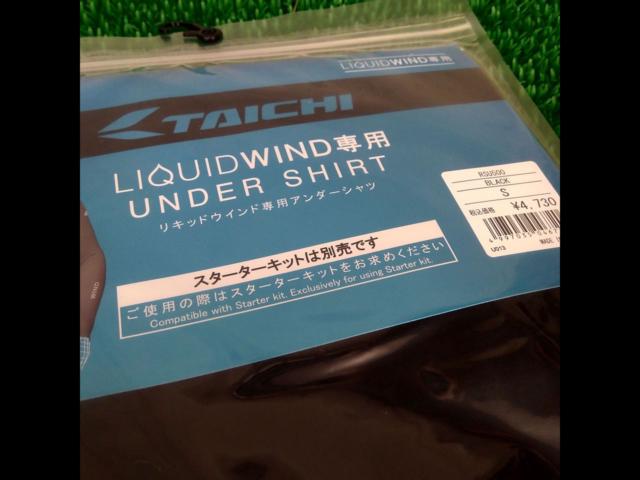 LIQUIDWIND専用
TAICHI
LIQUIDWIND専用
UNDER SHIRT
リキッドウインド専用アンダーシャツ
スターターキットは別売です
ご使用の際はスターターキットをお求めください
Compatible with Starter kit. Exclusively for using Starter kit.
RSU500
BLACK
S
税込価格 ¥4,730
U013 MADE
WIND